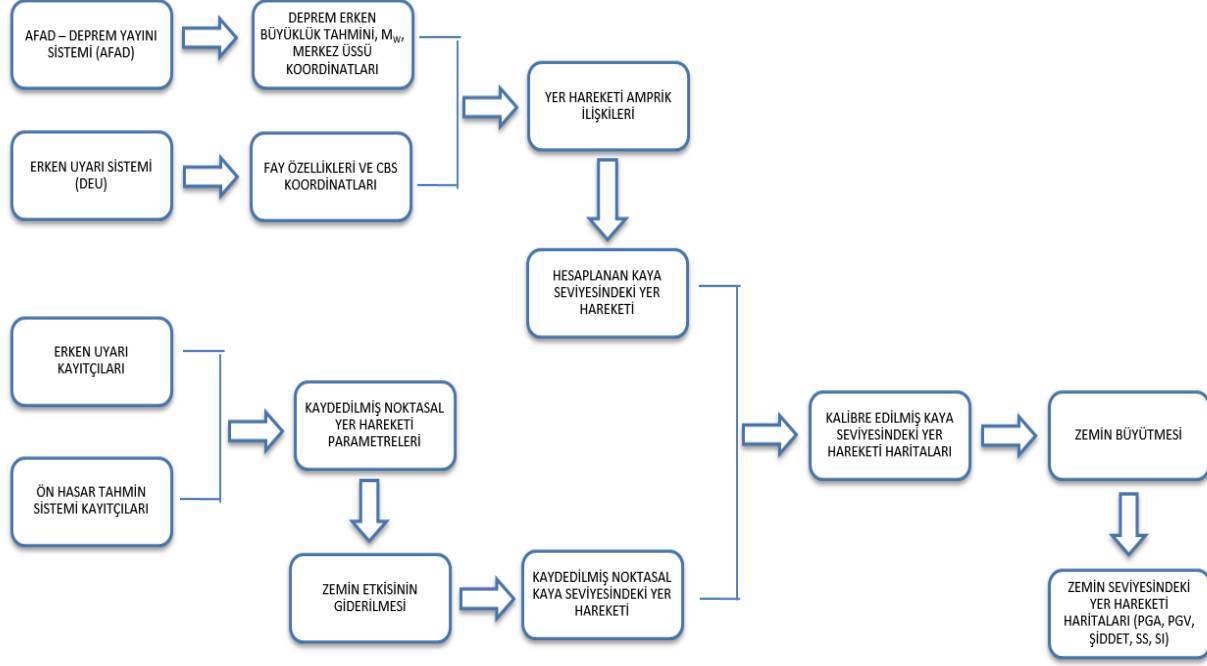 AFAD – DEPREM YAYINI
SİSTEMİ (AFAD)
DEPREM ERKEN
BÜYÜKLÜK TAHMİNİ, Mw,
MERKEZ ÜSSÜ
KOORDİNATLARI
YER HAREKETİ AMPRİK
İLİŞKİLERİ
ERKEN UYARI SİSTEMİ
(DEU)
FAY ÖZELLİKLERİ VE CBS
KOORDİNATLARI
HESAPLANAN KAYA
SEVİYESİNDEKİ YER
HAREKETİ
ERKEN UYARI
KAYITÇILARI
KAYDEDİLMİŞ NOKTASAL
YER HAREKETİ
PARAMETRELERİ
ÖN HASAR TAHMİN
SİSTEMİ KAYITÇILARI
ZEMİN ETKİSİNİN
GİDERİLMESİ
KAYDEDİLMİŞ NOKTASAL
KAYA SEVİYESİNDEKİ YER
HAREKETİ
KALİBRE EDİLMİŞ KAYA
SEVİYESİNDEKİ YER
HAREKETİ HARİTALARI
ZEMİN BÜYÜTMESİ
ZEMİN SEVİYESİNDEKİ
YER HAREKETİ
HARİTALARI (PGA, PGV,
ŞİDDET, SS, SI)